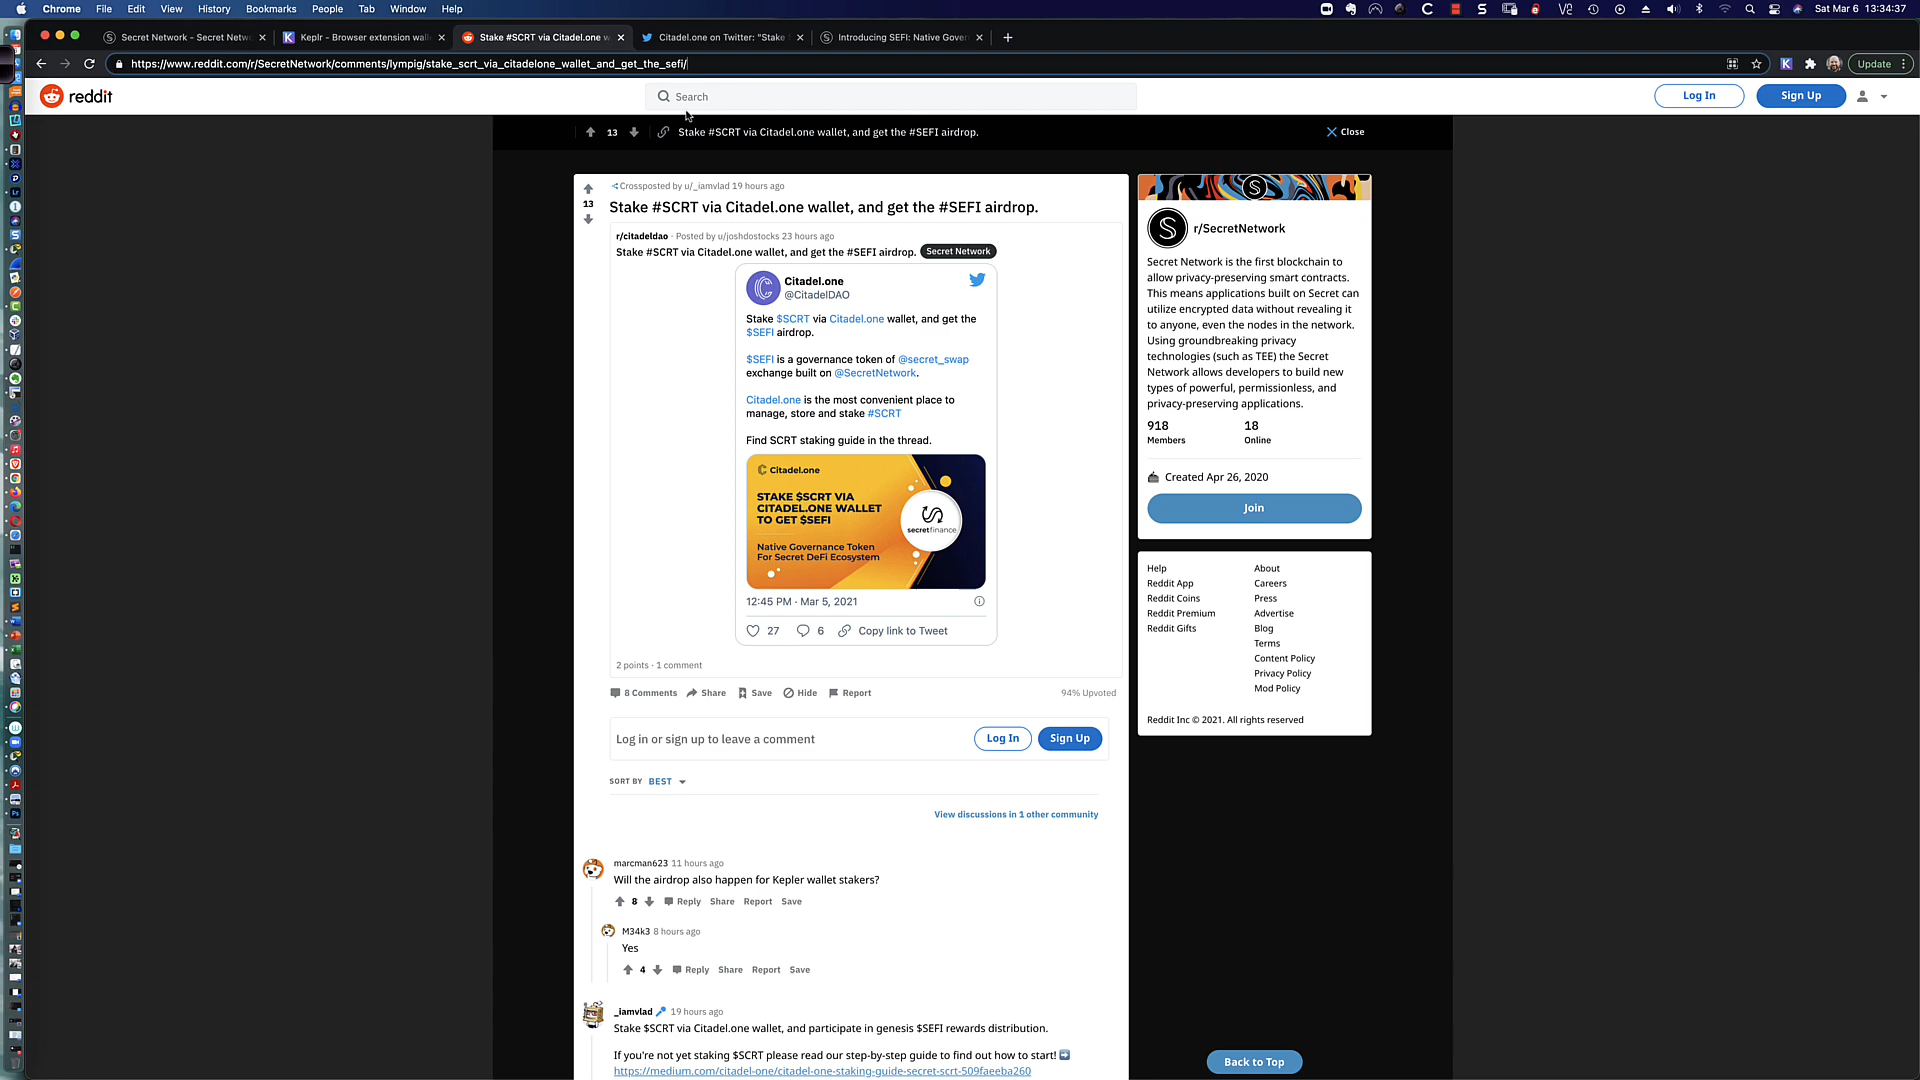 Chrome File Edit View History Bookmarks People Tab Window Help
Sat Mar 6 13:34:37
Secret Network - Secret Netw
Keplr - Browser extension wall
Stake #SCRT via Citadel.one w
Citadel.one on Twitter: "Stake
Introducing SEFI: Native Gover
https://www.reddit.com/r/SecretNetwork/comments/lympig/stake_scrt_via_citadelone_wallet_and_get_the_sefi/
Update
reddit
Search
Log In
Sign Up
13
Stake #SCRT via Citadel.one wallet, and get the #SEFI airdrop.
Close
Crossposted by u/_iamvlad 19 hours ago
13
Stake #SCRT via Citadel.one wallet, and get the #SEFI airdrop.
r/citadeldao · Posted by u/joshdostocks 23 hours ago
Stake #SCRT via Citadel.one wallet, and get the #SEFI airdrop. Secret Network
Citadel.one
@CitadelDAO
Stake $SCRT via Citadel.one wallet, and get the
$SEFI airdrop.
$SEFI is a governance token of @secret_swap
exchange built on @SecretNetwork.
Citadel.one is the most convenient place to
manage, store and stake #SCRT
Find SCRT staking guide in the thread.
Citadel.one
STAKE $SCRT VIA
CITADEL.ONE WALLET
TO GET $SEFI
secretfinance
Native Governance Token
For Secret DeFi Ecosystem
12:45 PM · Mar 5, 2021
27 6 Copy link to Tweet
2 points · 1 comment
8 Comments Share Save Hide Report
94% Upvoted
Log in or sign up to leave a comment
Log In
Sign Up
SORT BY BEST
View discussions in 1 other community
marcman623 11 hours ago
Will the airdrop also happen for Kepler wallet stakers?
8 Reply Share Report Save
M34k3 8 hours ago
Yes
4 Reply Share Report Save
_iamvlad 19 hours ago
Stake $SCRT via Citadel.one wallet, and participate in genesis $SEFI rewards distribution.
If you're not yet staking $SCRT please read our step-by-step guide to find out how to start! ➡
https://medium.com/citadel-one/citadel-one-staking-guide-secret-scrt-509faeeba260
r/SecretNetwork
Secret Network is the first blockchain to
allow privacy-preserving smart contracts.
This means applications built on Secret can
utilize encrypted data without revealing it
to anyone, even the nodes in the network.
Using groundbreaking privacy
technologies (such as TEE) the Secret
Network allows developers to build new
types of powerful, permissionless, and
privacy-preserving applications.
918
Members
18
Online
Created Apr 26, 2020
Join
Help
Reddit App
Reddit Coins
Reddit Premium
Reddit Gifts
About
Careers
Press
Advertise
Blog
Terms
Content Policy
Privacy Policy
Mod Policy
Reddit Inc © 2021. All rights reserved
Back to Top